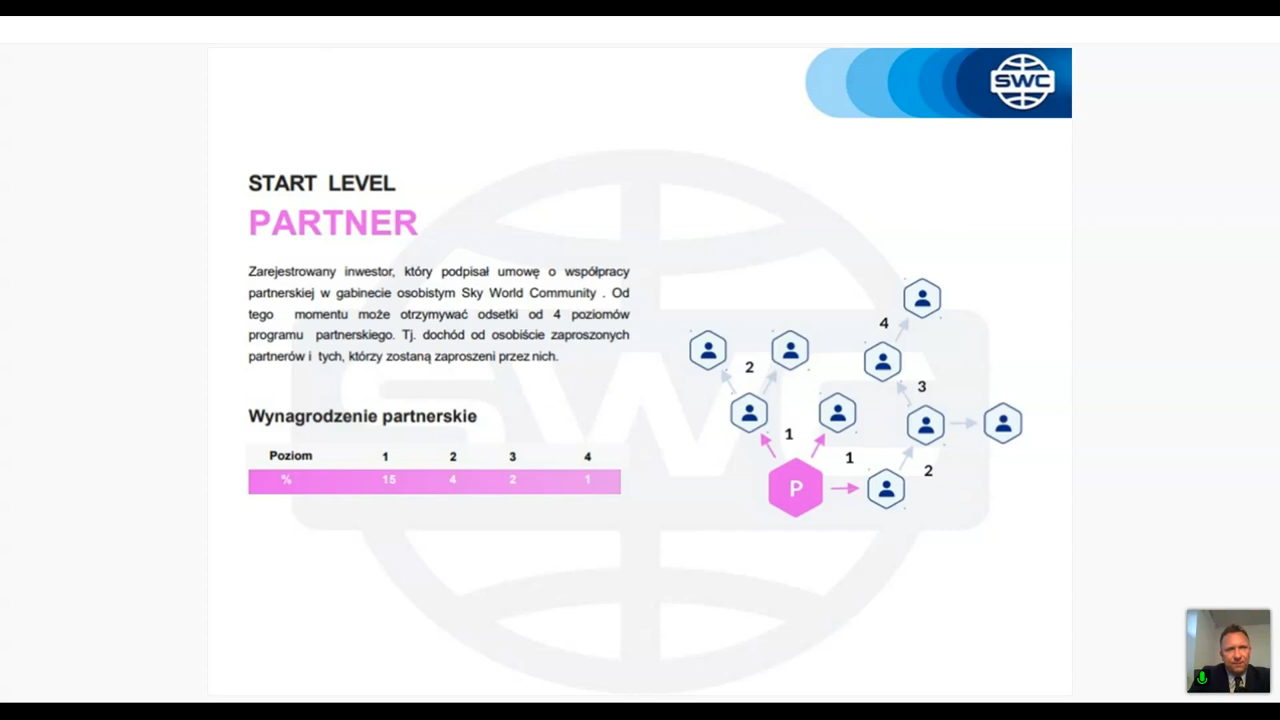 SWC
START LEVEL
PARTNER
Zarejestrowany inwestor, który podpisał umowę o współpracy
partnerskiej w gabinecie osobistym Sky World Community . Od
tego momentu może otrzymywać odsetki od 4 poziomów
programu partnerskiego. Tj. dochód od osobiście zaproszonych
partnerów i tych, którzy zostaną zaproszeni przez nich.
Wynagrodzenie partnerskie
Poziom 1 2 3 4
% 15 4 2 1
4
2
3
1
1
2
P
SWC